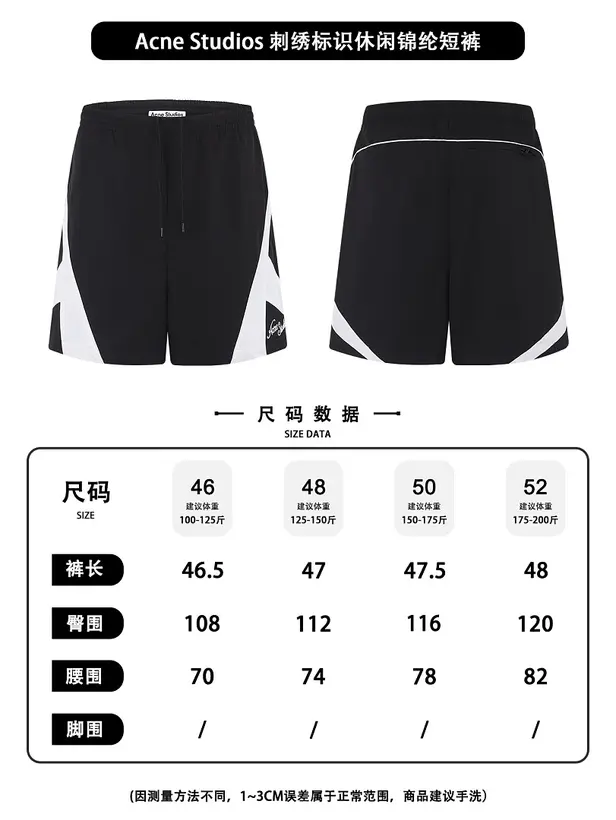 Acne Studios 刺绣标识休闲锦纶短裤
Acne Studios
Acne Studios
尺码数据
SIZE DATA
尺码 46 48 50 52
SIZE 建议体重 建议体重 建议体重 建议体重
100-125斤 125-150斤 150-175斤 175-200斤
裤长 46.5 47 47.5 48
臀围 108 112 116 120
腰围 70 74 78 82
脚围 / / / /
(因测量方法不同，1~3CM误差属于正常范围，商品建议手洗)